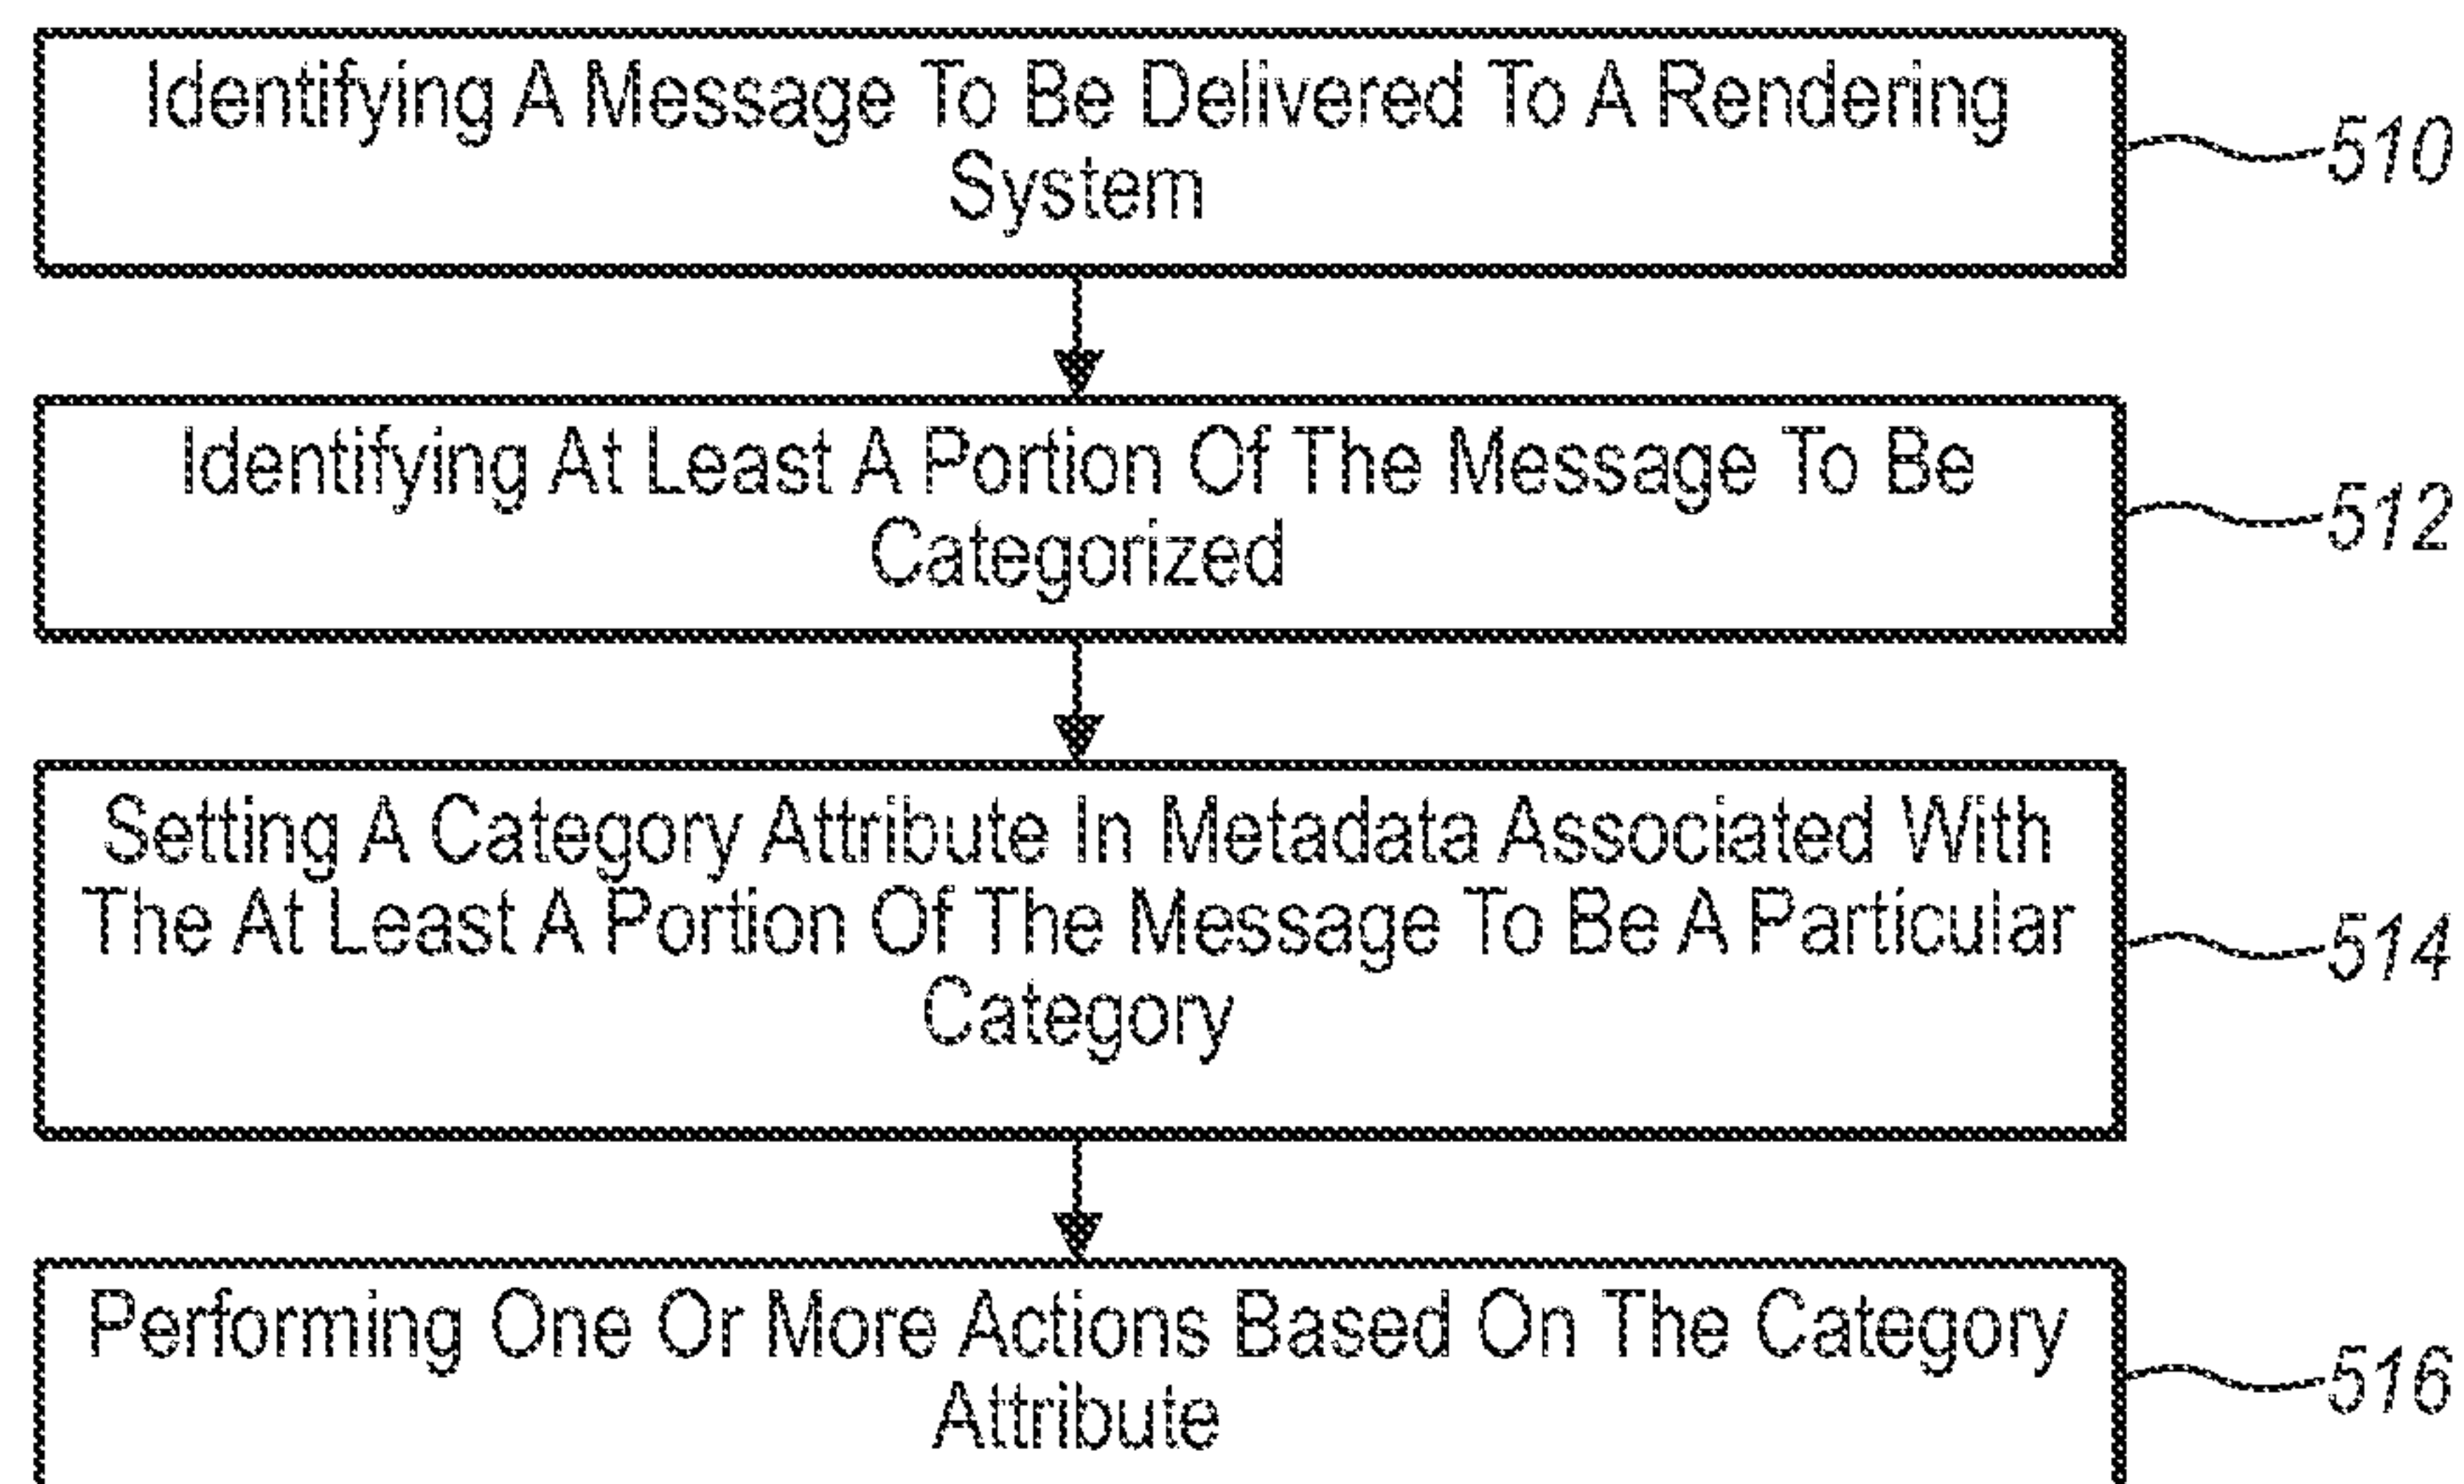 Identifying A Message To Be Delivered To A Rendering
System
510
Identifying At Least A Portion Of The Message To Be
Categorized
512
Setting A Category Attribute In Metadata Associated With
The At Least A Portion Of The Message To Be A Particular
Category
514
Performing One Or More Actions Based On The Category
Attribute
516